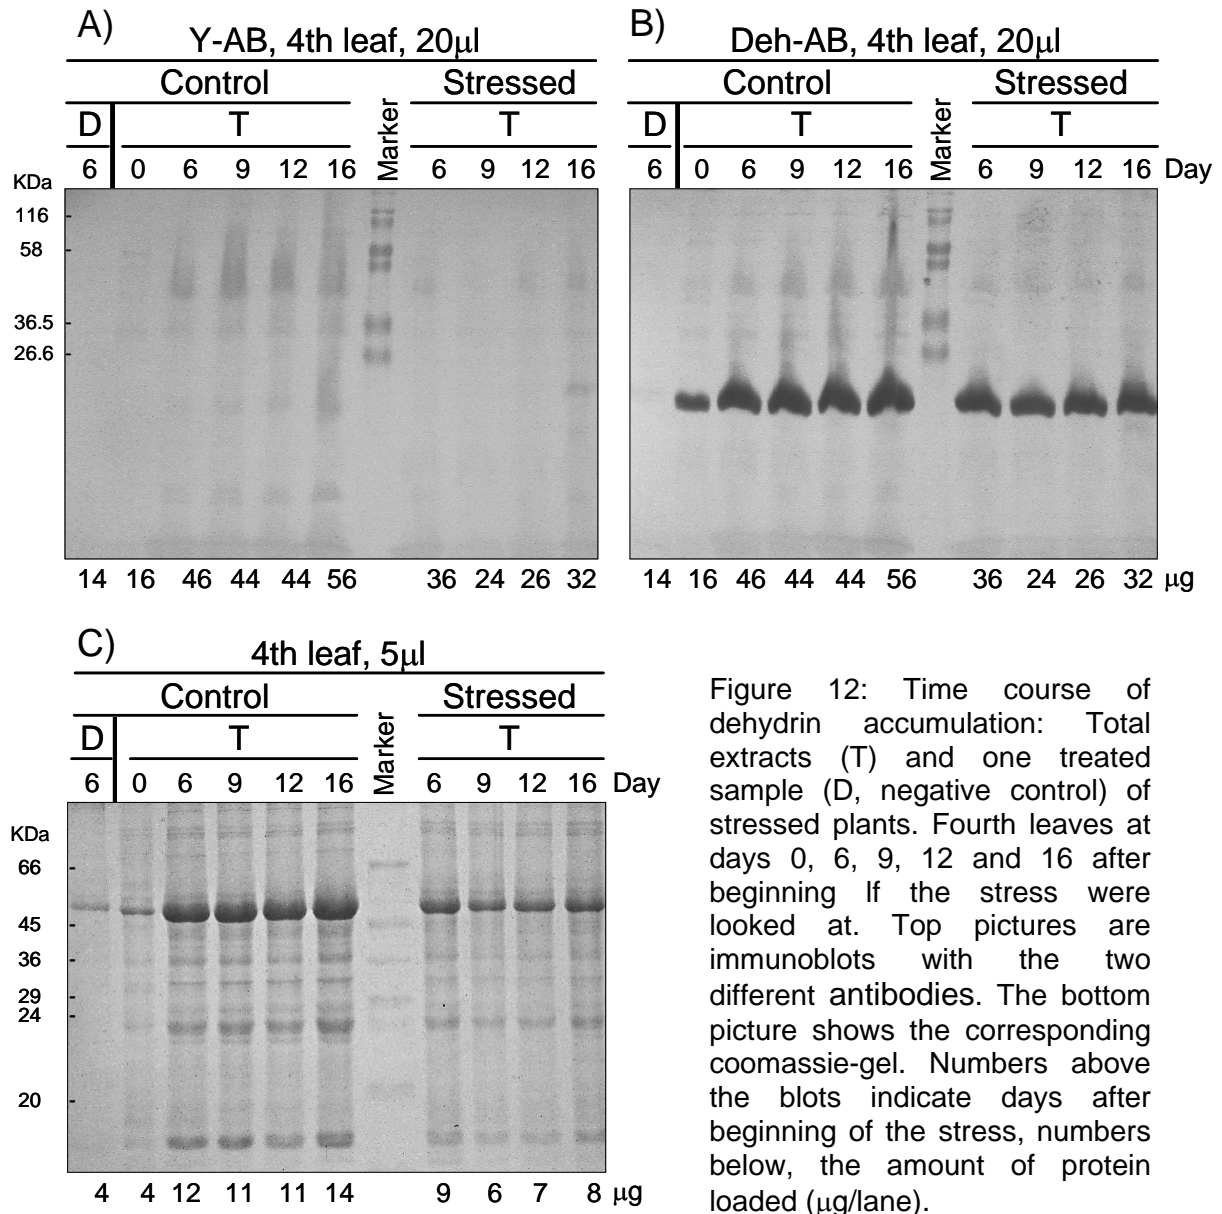 A)
Y-AB, 4th leaf, 20µl
Control Stressed
D T Marker T
6 0 6 9 12 16 6 9 12 16
KDa
116
58
36.5
26.6
14 16 46 44 44 56 36 24 26 32
B)
Deh-AB, 4th leaf, 20µl
Control Stressed
D T Marker T
6 0 6 9 12 16 6 9 12 16 Day
14 16 46 44 44 56 36 24 26 32 µg
C)
4th leaf, 5µl
Control Stressed
D T Marker T
6 0 6 9 12 16 Day 6 9 12 16
KDa
66
45
36
29
24
20
4 4 12 11 11 14 9 6 7 8 µg
Figure 12: Time course of
dehydrin accumulation: Total
extracts (T) and one treated
sample (D, negative control) of
stressed plants. Fourth leaves at
days 0, 6, 9, 12 and 16 after
beginning If the stress were
looked at. Top pictures are
immunoblots with the two
different antibodies. The bottom
picture shows the corresponding
coomassie-gel. Numbers above
the blots indicate days after
beginning of the stress, numbers
below, the amount of protein
loaded (µg/lane).